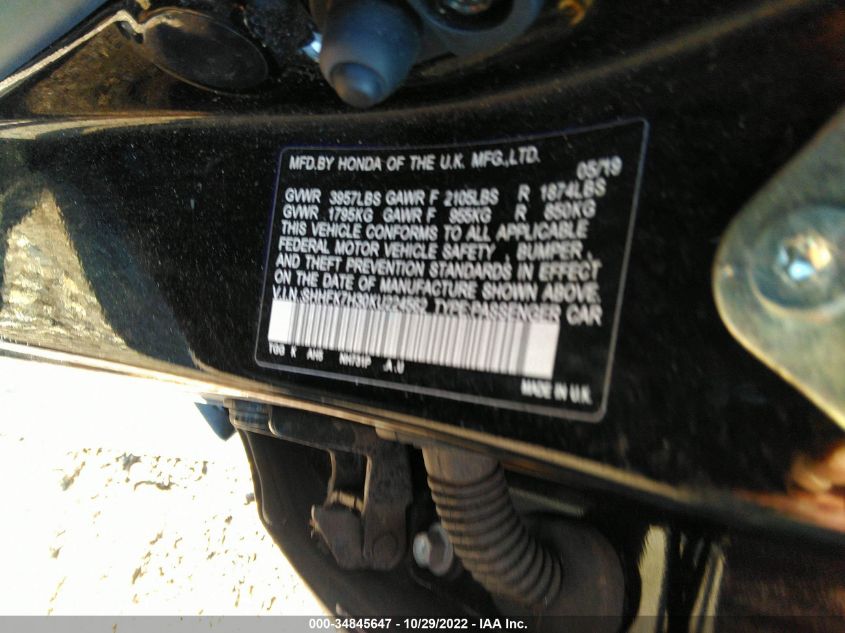 MFD.BY HONDA OF THE U.K. MFG.,LTD. 05/19
GVWR 3957LBS GAWR F 2105LBS R 1874LBS
GVWR 1795KG GAWR F 955KG R 850KG
THIS VEHICLE CONFORMS TO ALL APPLICABLE
FEDERAL MOTOR VEHICLE SAFETY , BUMPER ,
AND THEFT PREVENTION STANDARDS IN EFFECT
ON THE DATE OF MANUFACTURE SHOWN ABOVE.
V.I.N. TYPE:PASSENGER CAR
K NH731P
MADE IN U.K.
000-34845647 - 10/29/2022 - IAA Inc.